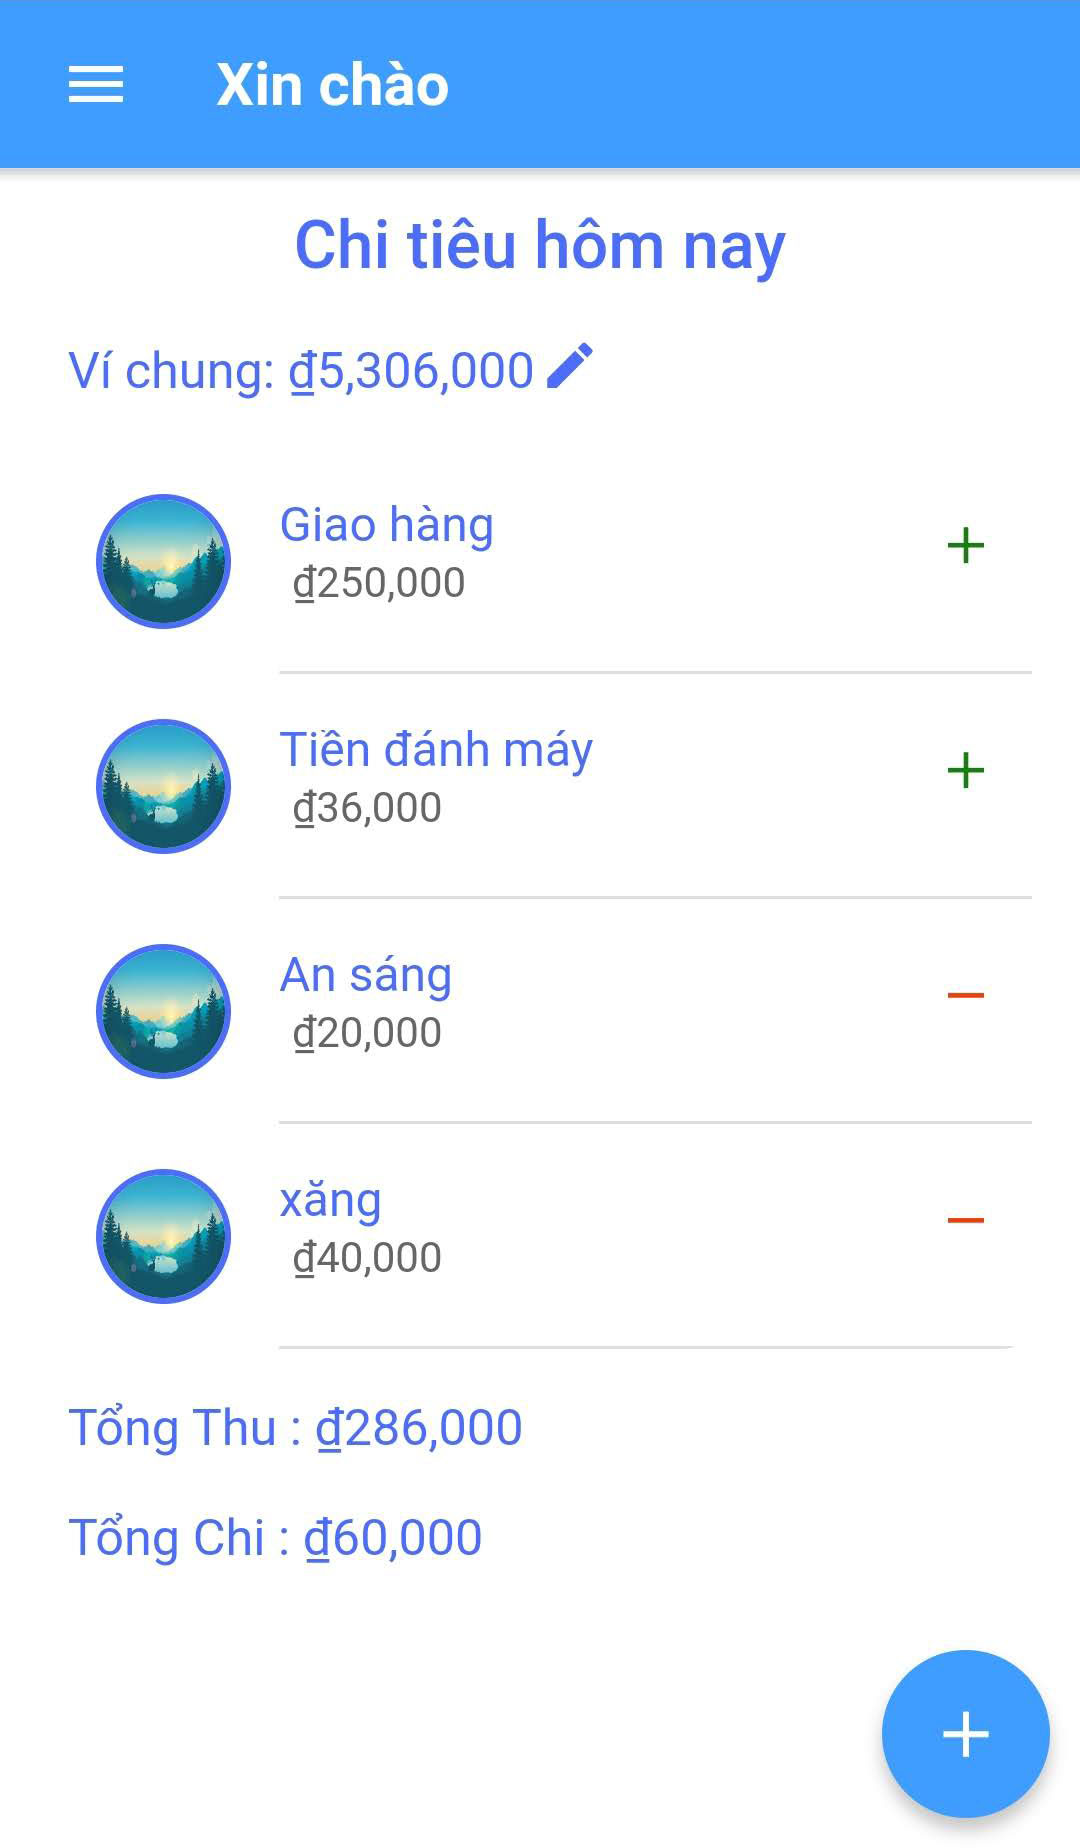 Xin chào
Chi tiêu hôm nay
Ví chung: ₫5,306,000
Giao hàng
₫250,000
Tiền đánh máy
₫36,000
An sáng
₫20,000
xăng
₫40,000
Tổng Thu : ₫286,000
Tổng Chi : ₫60,000